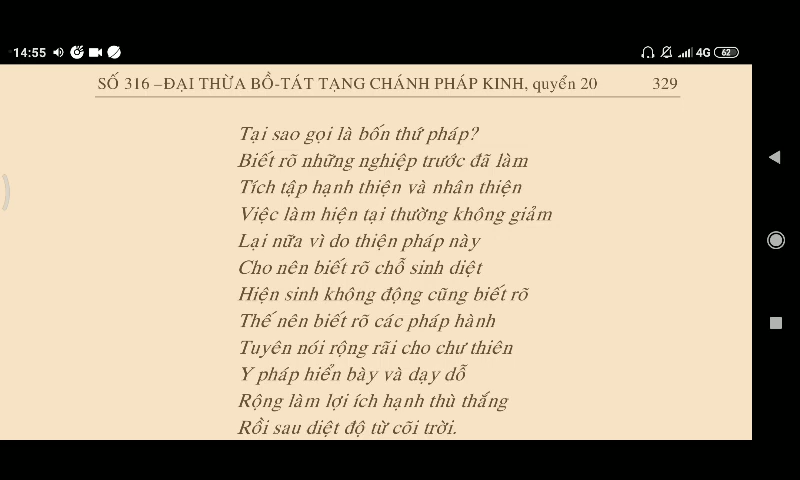 14:55
4G 62
SỐ 316 –ĐẠI THỪA BỒ-TÁT TẠNG CHÁNH PHÁP KINH, quyển 20 329
Tại sao gọi là bốn thứ pháp?
Biết rõ những nghiệp trước đã làm
Tích tập hạnh thiện và nhân thiện
Việc làm hiện tại thường không giảm
Lại nữa vì do thiện pháp này
Cho nên biết rõ chỗ sinh diệt
Hiện sinh không động cũng biết rõ
Thế nên biết rõ các pháp hành
Tuyên nói rộng rãi cho chư thiên
Y pháp hiển bày và dạy dỗ
Rộng làm lợi ích hạnh thù thắng
Rồi sau diệt độ từ cõi trời.